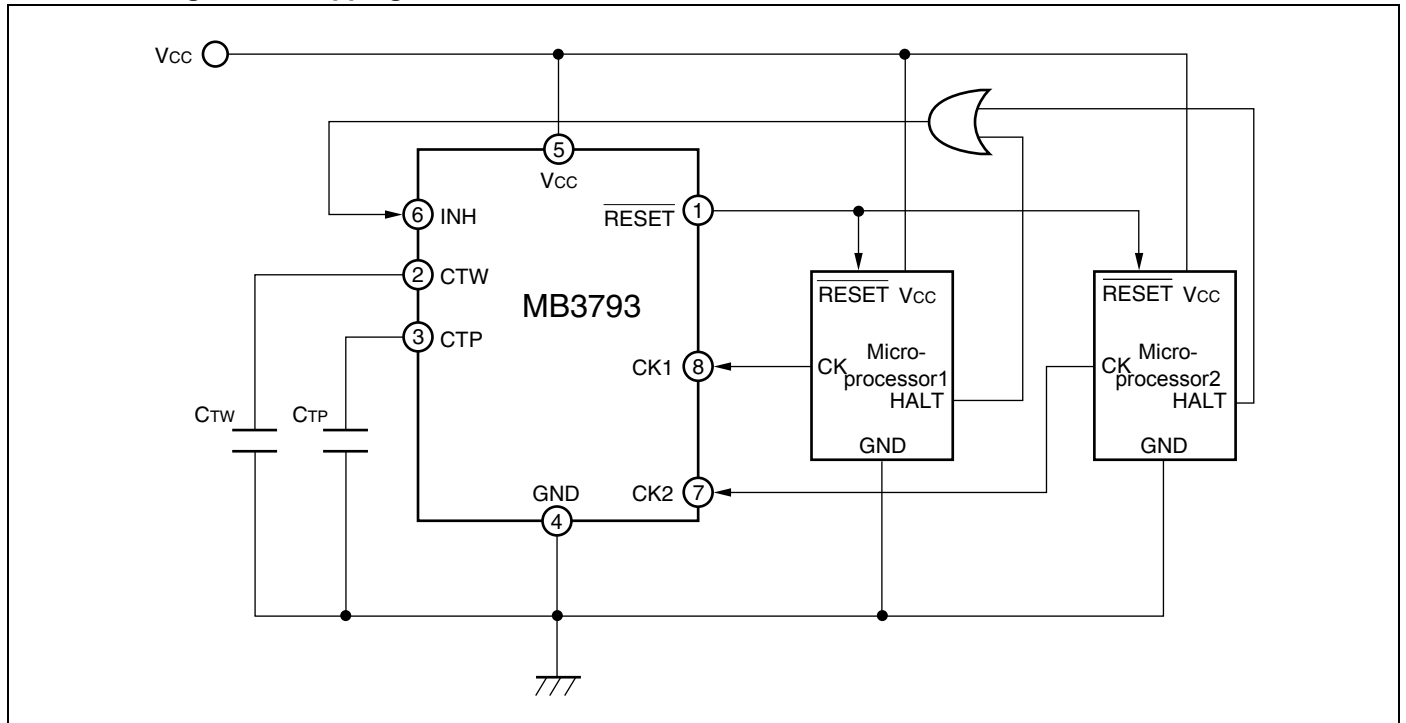 Vcc
5
Vcc
6 INH
RESET 1
2 CTW
3 CTP
MB3793
CK1 8
CK2 7
GND
4
CTW
CTP
RESET Vcc
CK
Micro-
processor1
HALT
GND
RESET Vcc
CK
Micro-
processor2
HALT
GND